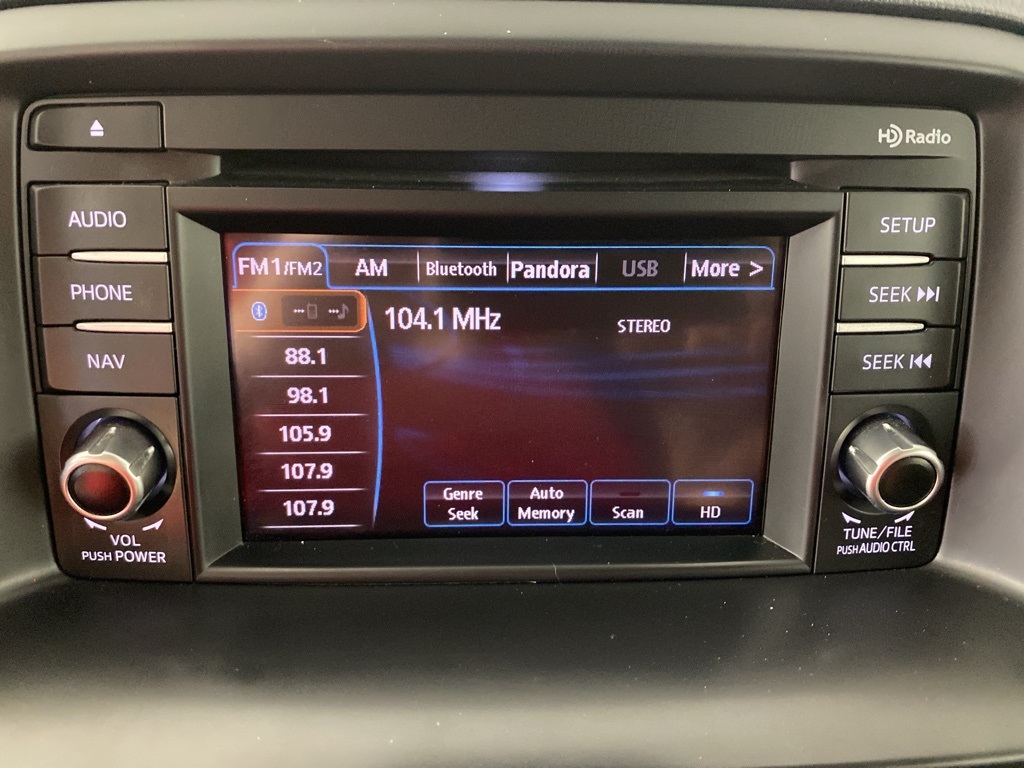 HD Radio
AUDIO
PHONE
NAV
VOL
PUSH POWER
FM1/FM2 AM Bluetooth Pandora USB More >
104.1 MHz STEREO
88.1
98.1
105.9
107.9
107.9
Genre
Seek
Auto
Memory
Scan
HD
SETUP
SEEK
SEEK
TUNE/FILE
PUSH AUDIO CTRL